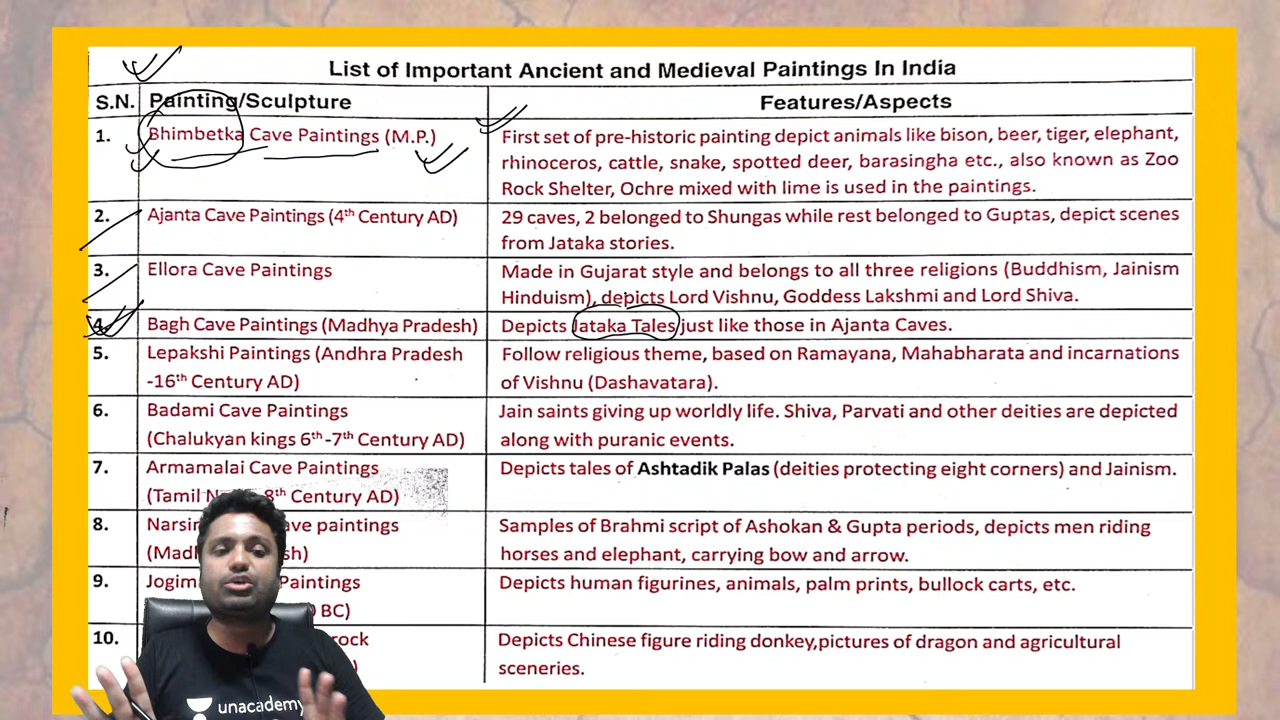 List of Important Ancient and Medieval Paintings In India
S.N. Painting/Sculpture Features/Aspects
1. Bhimbetka Cave Paintings (M.P.) First set of pre-historic painting depict animals like bison, beer, tiger, elephant,
rhinoceros, cattle, snake, spotted deer, barasingha etc., also known as Zoo
Rock Shelter, Ochre mixed with lime is used in the paintings.
2. Ajanta Cave Paintings (4th Century AD) 29 caves, 2 belonged to Shungas while rest belonged to Guptas, depict scenes
from Jataka stories.
3. Ellora Cave Paintings Made in Gujarat style and belongs to all three religions (Buddhism, Jainism
Hinduism), depicts Lord Vishnu, Goddess Lakshmi and Lord Shiva.
4. Bagh Cave Paintings (Madhya Pradesh) Depicts Jataka Tales just like those in Ajanta Caves.
5. Lepakshi Paintings (Andhra Pradesh Follow religious theme, based on Ramayana, Mahabharata and incarnations
-16th Century AD) of Vishnu (Dashavatara).
6. Badami Cave Paintings Jain saints giving up worldly life. Shiva, Parvati and other deities are depicted
(Chalukyan kings 6th-7th Century AD) along with puranic events.
7. Armamalai Cave Paintings Depicts tales of Ashtadik Palas (deities protecting eight corners) and Jainism.
(Tamil 8th Century AD)
8. Narsin ave paintings Samples of Brahmi script of Ashokan & Gupta periods, depicts men riding
(Madh sh) horses and elephant, carrying bow and arrow.
9. Jogim Paintings Depicts human figurines, animals, palm prints, bullock carts, etc.
BC)
10. rock Depicts Chinese figure riding donkey,pictures of dragon and agricultural
sceneries.
unacademy